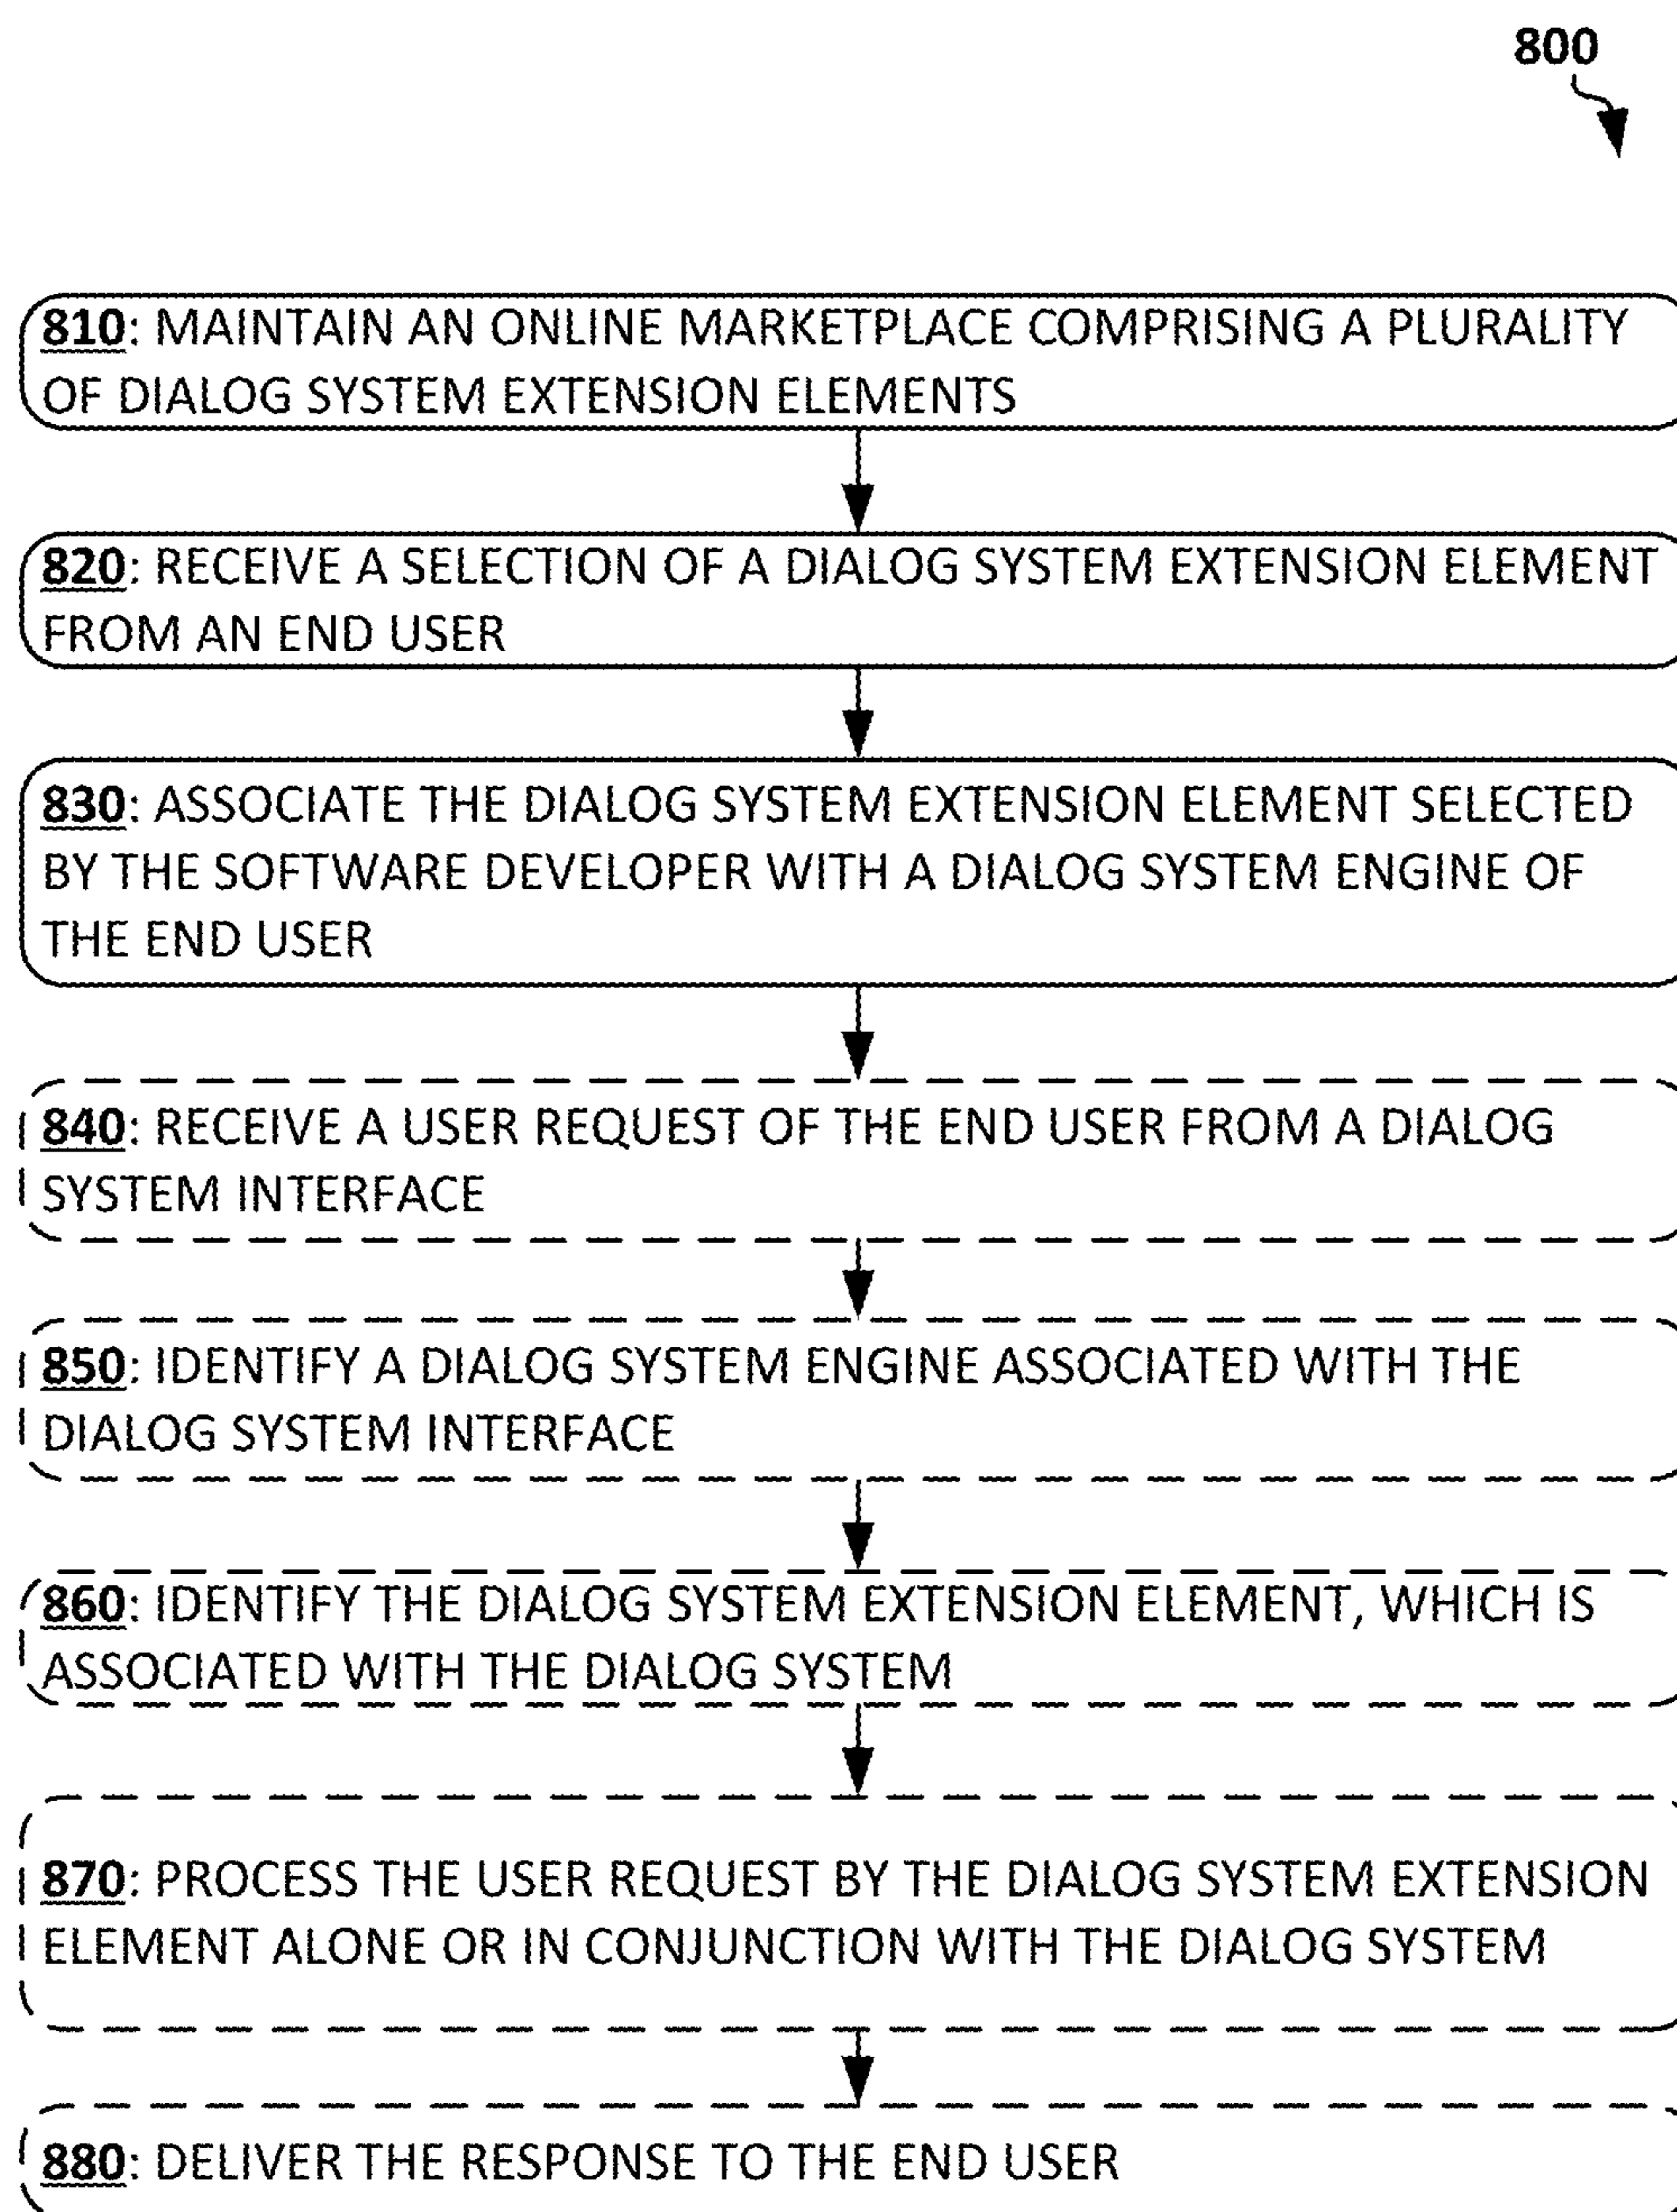 800
810: MAINTAIN AN ONLINE MARKETPLACE COMPRISING A PLURALITY
OF DIALOG SYSTEM EXTENSION ELEMENTS
820: RECEIVE A SELECTION OF A DIALOG SYSTEM EXTENSION ELEMENT
FROM AN END USER
830: ASSOCIATE THE DIALOG SYSTEM EXTENSION ELEMENT SELECTED
BY THE SOFTWARE DEVELOPER WITH A DIALOG SYSTEM ENGINE OF
THE END USER
840: RECEIVE A USER REQUEST OF THE END USER FROM A DIALOG
SYSTEM INTERFACE
850: IDENTIFY A DIALOG SYSTEM ENGINE ASSOCIATED WITH THE
DIALOG SYSTEM INTERFACE
860: IDENTIFY THE DIALOG SYSTEM EXTENSION ELEMENT, WHICH IS
ASSOCIATED WITH THE DIALOG SYSTEM
870: PROCESS THE USER REQUEST BY THE DIALOG SYSTEM EXTENSION
ELEMENT ALONE OR IN CONJUNCTION WITH THE DIALOG SYSTEM
880: DELIVER THE RESPONSE TO THE END USER